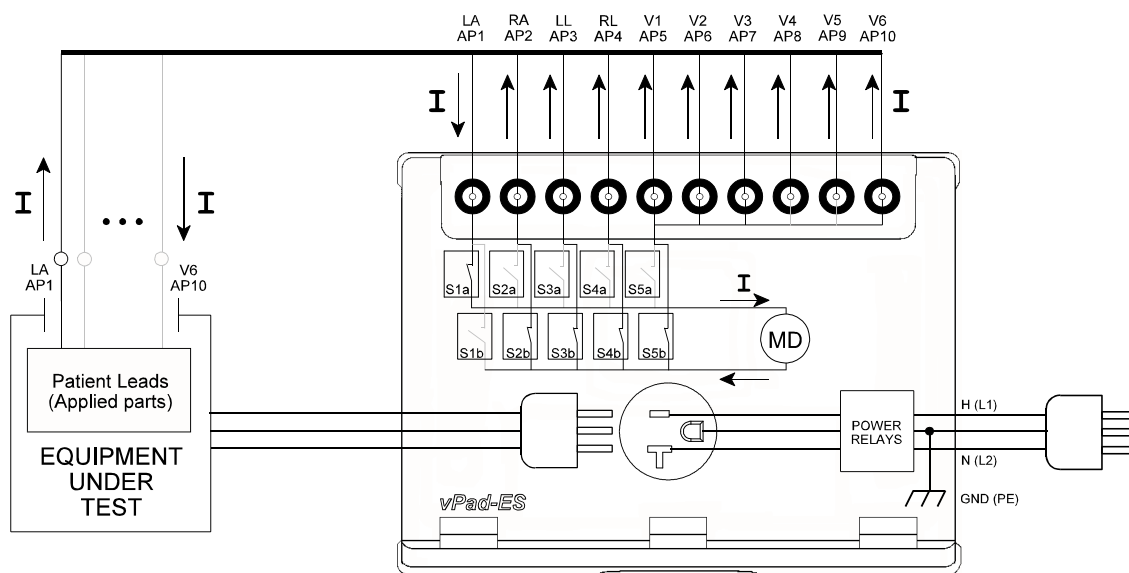 LA RA LL RL V1 V2 V3 V4 V5 V6
AP1 AP2 AP3 AP4 AP5 AP6 AP7 AP8 AP9 AP10
I I
I ... I
LA V6
AP1 AP10
S1a S2a S3a S4a S5a
I
S1b S2b S3b S4b S5b
MD
Patient Leads
(Applied parts)
EQUIPMENT
UNDER
TEST
POWER
RELAYS
H (L1)
N (L2)
GND (PE)
vPad-ES